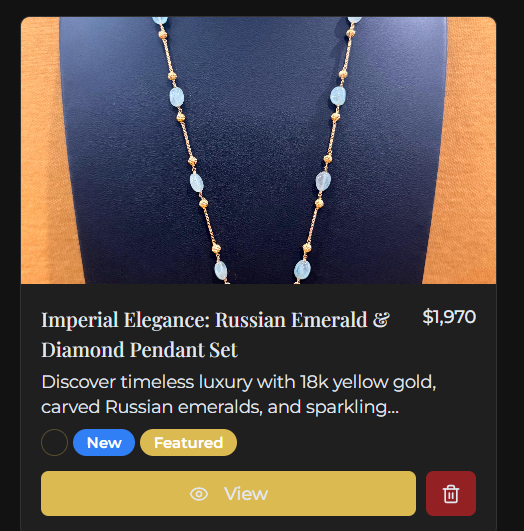 Imperial Elegance: Russian Emerald & $1,970
Diamond Pendant Set
Discover timeless luxury with 18k yellow gold,
carved Russian emeralds, and sparkling...
New Featured
View